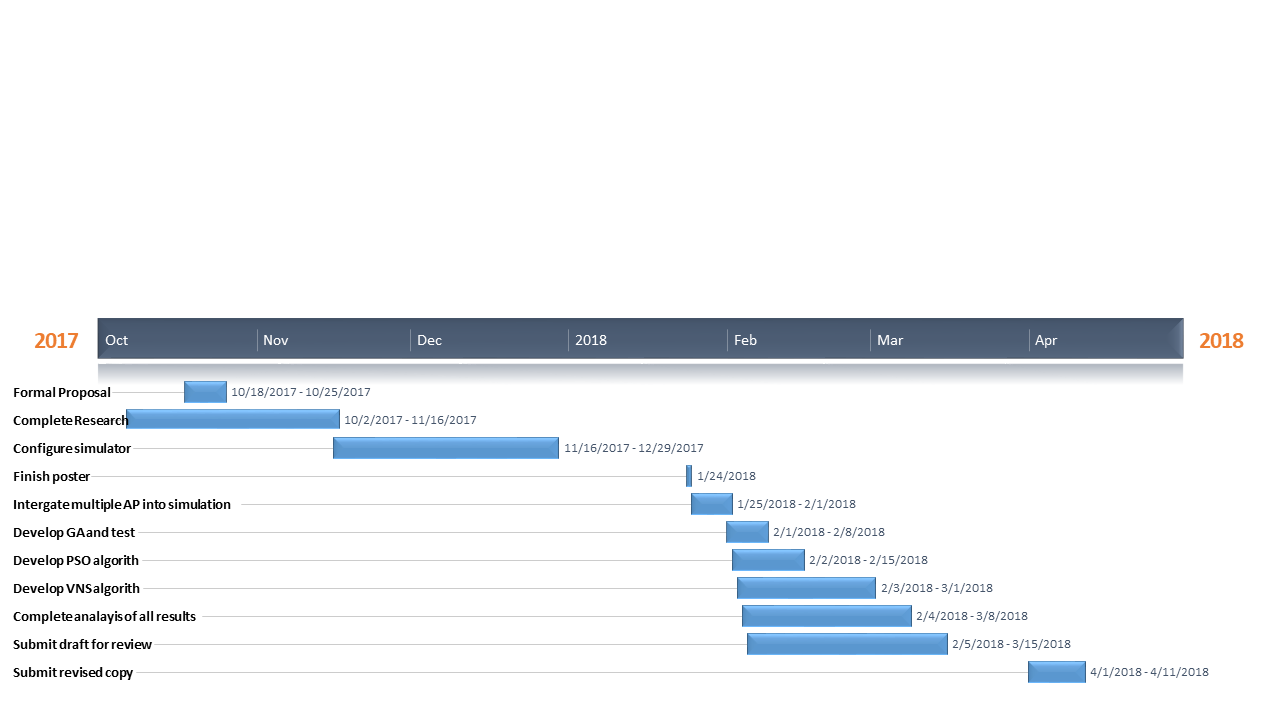 2017 Oct Nov Dec 2018 Feb Mar Apr 2018
Formal Proposal 10/18/2017 - 10/25/2017
Complete Research 10/2/2017 - 11/16/2017
Configure simulator 11/16/2017 - 12/29/2017
Finish poster 1/24/2018
Intergate multiple AP into simulation 1/25/2018 - 2/1/2018
Develop GA and test 2/1/2018 - 2/8/2018
Develop PSO algorith 2/2/2018 - 2/15/2018
Develop VNS algorith 2/3/2018 - 3/1/2018
Complete analayis of all results 2/4/2018 - 3/8/2018
Submit draft for review 2/5/2018 - 3/15/2018
Submit revised copy 4/1/2018 - 4/11/2018